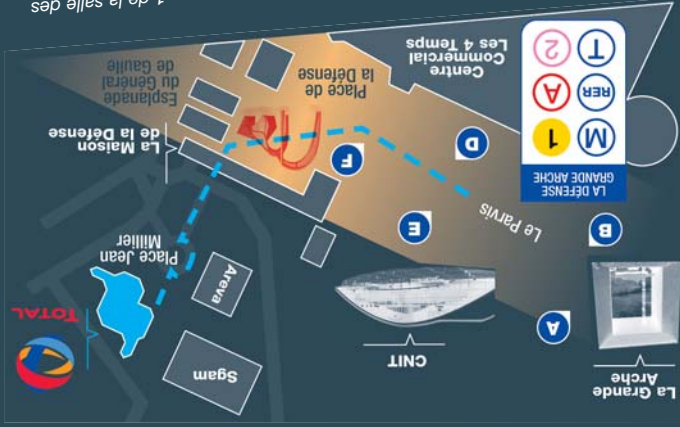 1 de la salle des
Centre
Commercial
Les 4 Temps
Place de
la Défense
Esplanade
du Général
de Gaulle
La Maison
de la Défense
LA DÉFENSE
GRANDE ARCHE
M 1
RER A
T 2
D
F
B
E
A
Le Parvis
Place Jean
Millier
TOTAL
Areva
Sgam
CNIT
La Grande
Arche